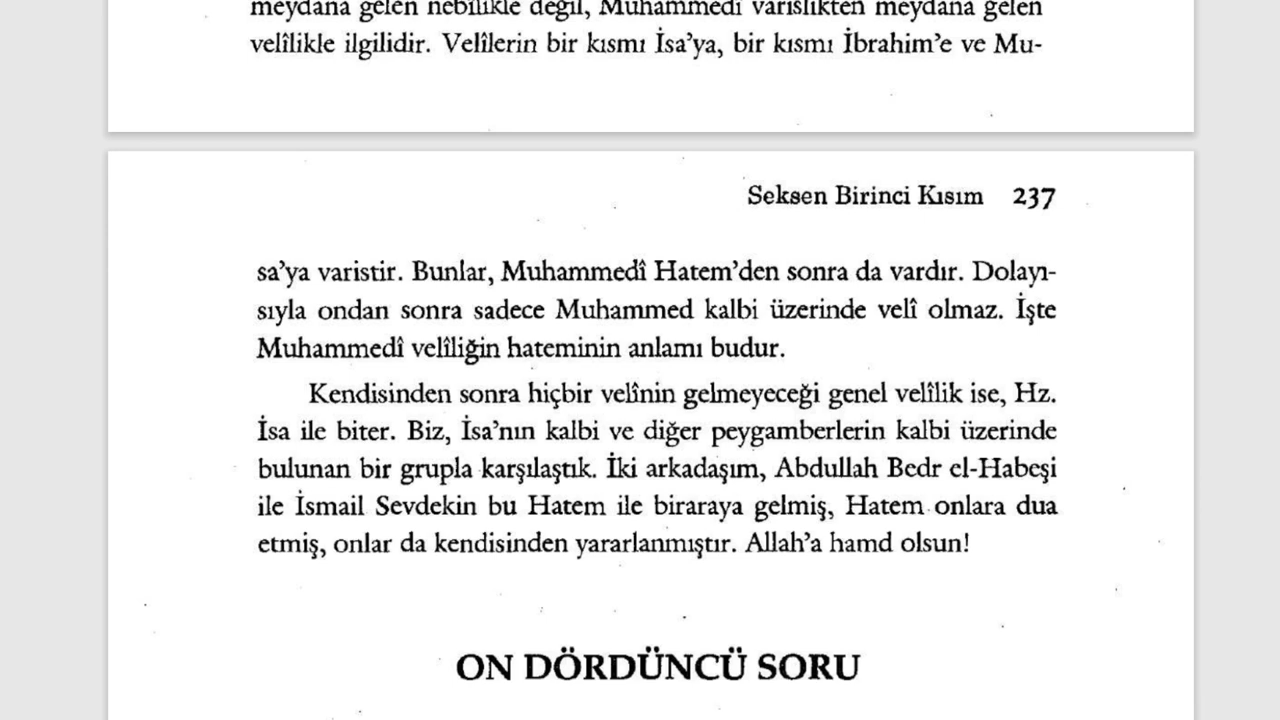 meydana gelen nebîlikle değil, Muhammedî varislikten meydana gelen
velîlikle ilgilidir. Velîlerin bir kısmı İsa'ya, bir kısmı İbrahim'e ve Mu-
Seksen Birinci Kısım 237
sa'ya varistir. Bunlar, Muhammedî Hatem'den sonra da vardır. Dolayı-
sıyla ondan sonra sadece Muhammed kalbi üzerinde velî olmaz. İşte
Muhammedî velîliğin hateminin anlamı budur.
Kendisinden sonra hiçbir velînin gelmeyeceği genel velîlik ise, Hz.
İsa ile biter. Biz, İsa'nın kalbi ve diğer peygamberlerin kalbi üzerinde
bulunan bir grupla karşılaştık. İki arkadaşım, Abdullah Bedr el-Habeşi
ile İsmail Sevdekin bu Hatem ile biraraya gelmiş, Hatem onlara dua
etmiş, onlar da kendisinden yararlanmıştır. Allah'a hamd olsun!
ON DÖRDÜNCÜ SORU